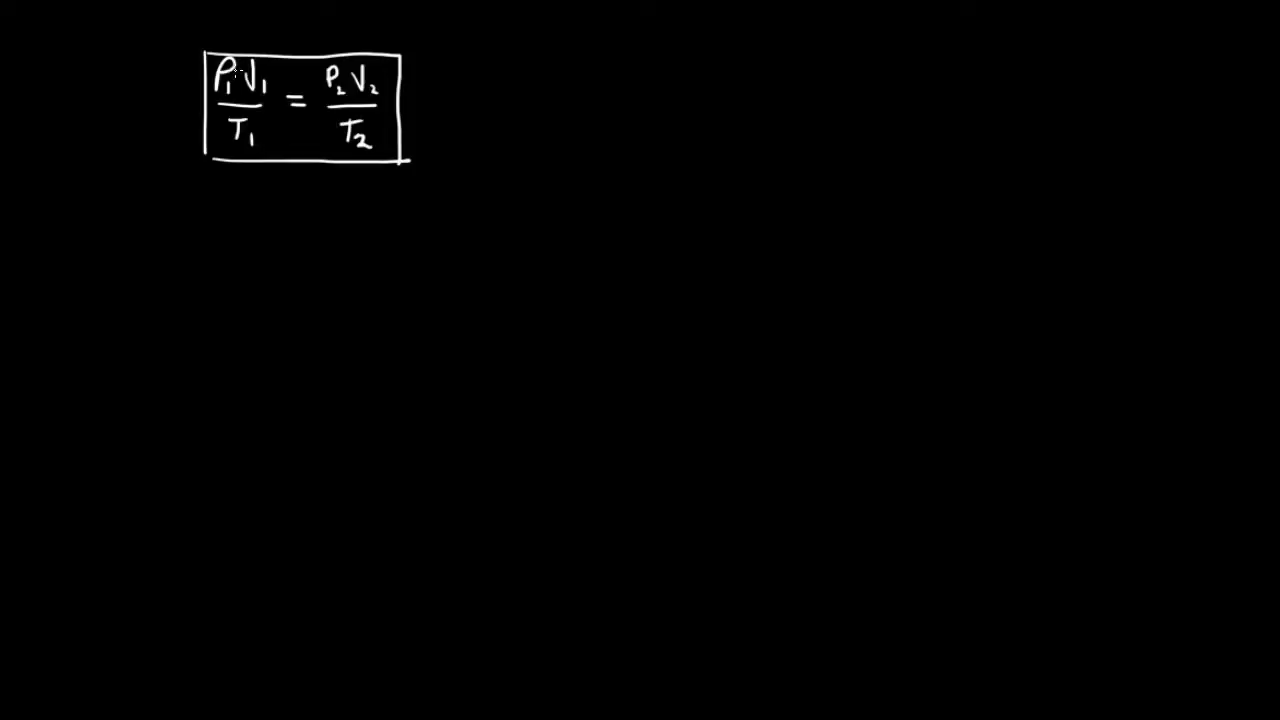 P₁V₁/T₁ = P₂V₂/T₂